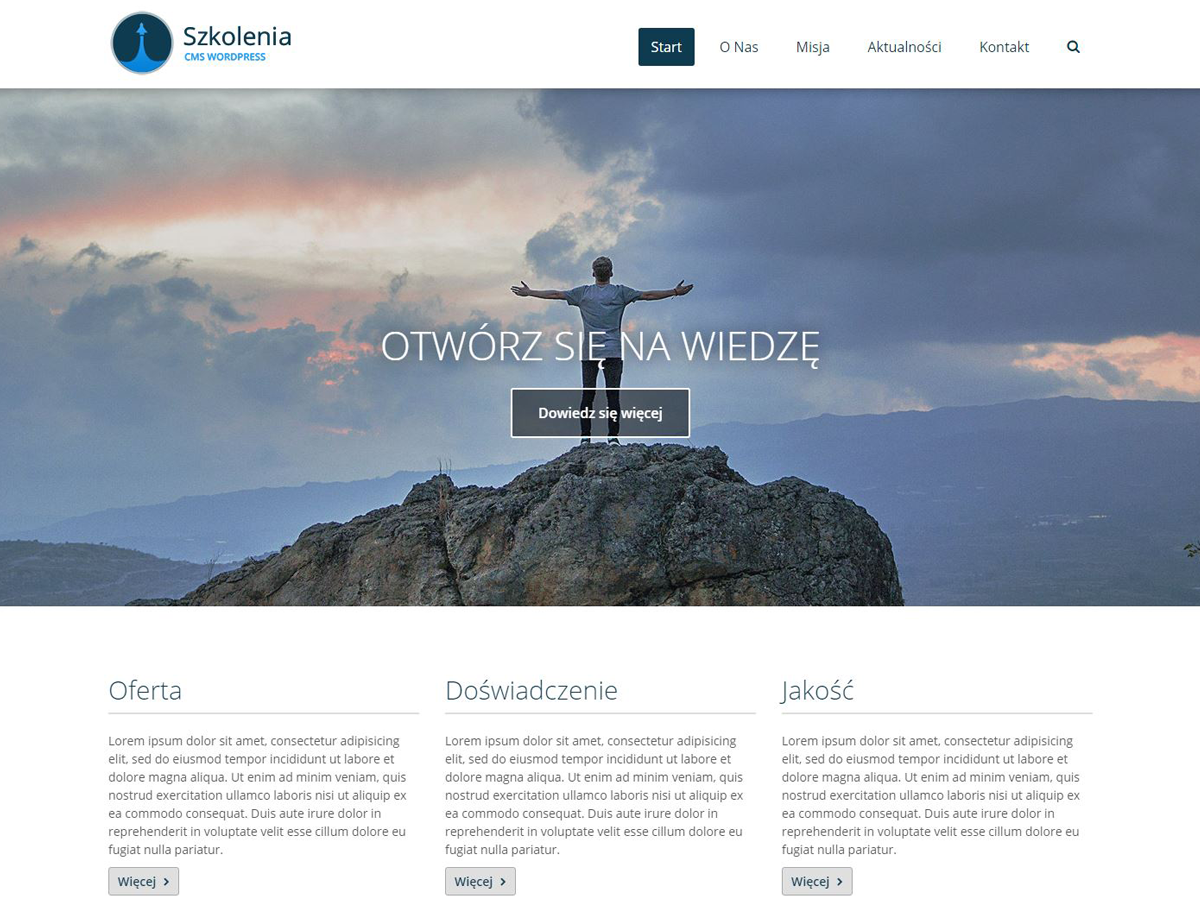 Szkolenia
CMS WORDPRESS
Start O Nas Misja Aktualności Kontakt
OTWÓRZ SIĘ NA WIEDZĘ
Dowiedz się więcej
Oferta
Lorem ipsum dolor sit amet, consectetur adipisicing
elit, sed do eiusmod tempor incididunt ut labore et
dolore magna aliqua. Ut enim ad minim veniam, quis
nostrud exercitation ullamco laboris nisi ut aliquip ex
ea commodo consequat. Duis aute irure dolor in
reprehenderit in voluptate velit esse cillum dolore eu
fugiat nulla pariatur.
Więcej
Doświadczenie
Lorem ipsum dolor sit amet, consectetur adipisicing
elit, sed do eiusmod tempor incididunt ut labore et
dolore magna aliqua. Ut enim ad minim veniam, quis
nostrud exercitation ullamco laboris nisi ut aliquip ex
ea commodo consequat. Duis aute irure dolor in
reprehenderit in voluptate velit esse cillum dolore eu
fugiat nulla pariatur.
Więcej
Jakość
Lorem ipsum dolor sit amet, consectetur adipisicing
elit, sed do eiusmod tempor incididunt ut labore et
dolore magna aliqua. Ut enim ad minim veniam, quis
nostrud exercitation ullamco laboris nisi ut aliquip ex
ea commodo consequat. Duis aute irure dolor in
reprehenderit in voluptate velit esse cillum dolore eu
fugiat nulla pariatur.
Więcej